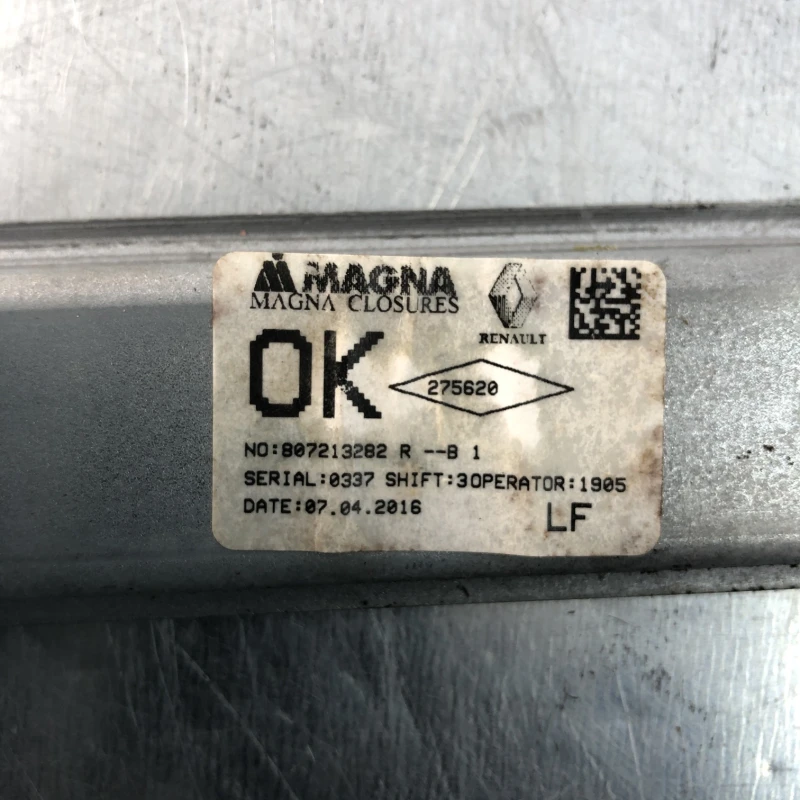 MAGNA
MAGNA CLOSURES
RENAULT
OK
275620
NO:807213282 R --B 1
SERIAL:0337 SHIFT:3OPERATOR:1905
DATE:07.04.2016
LF